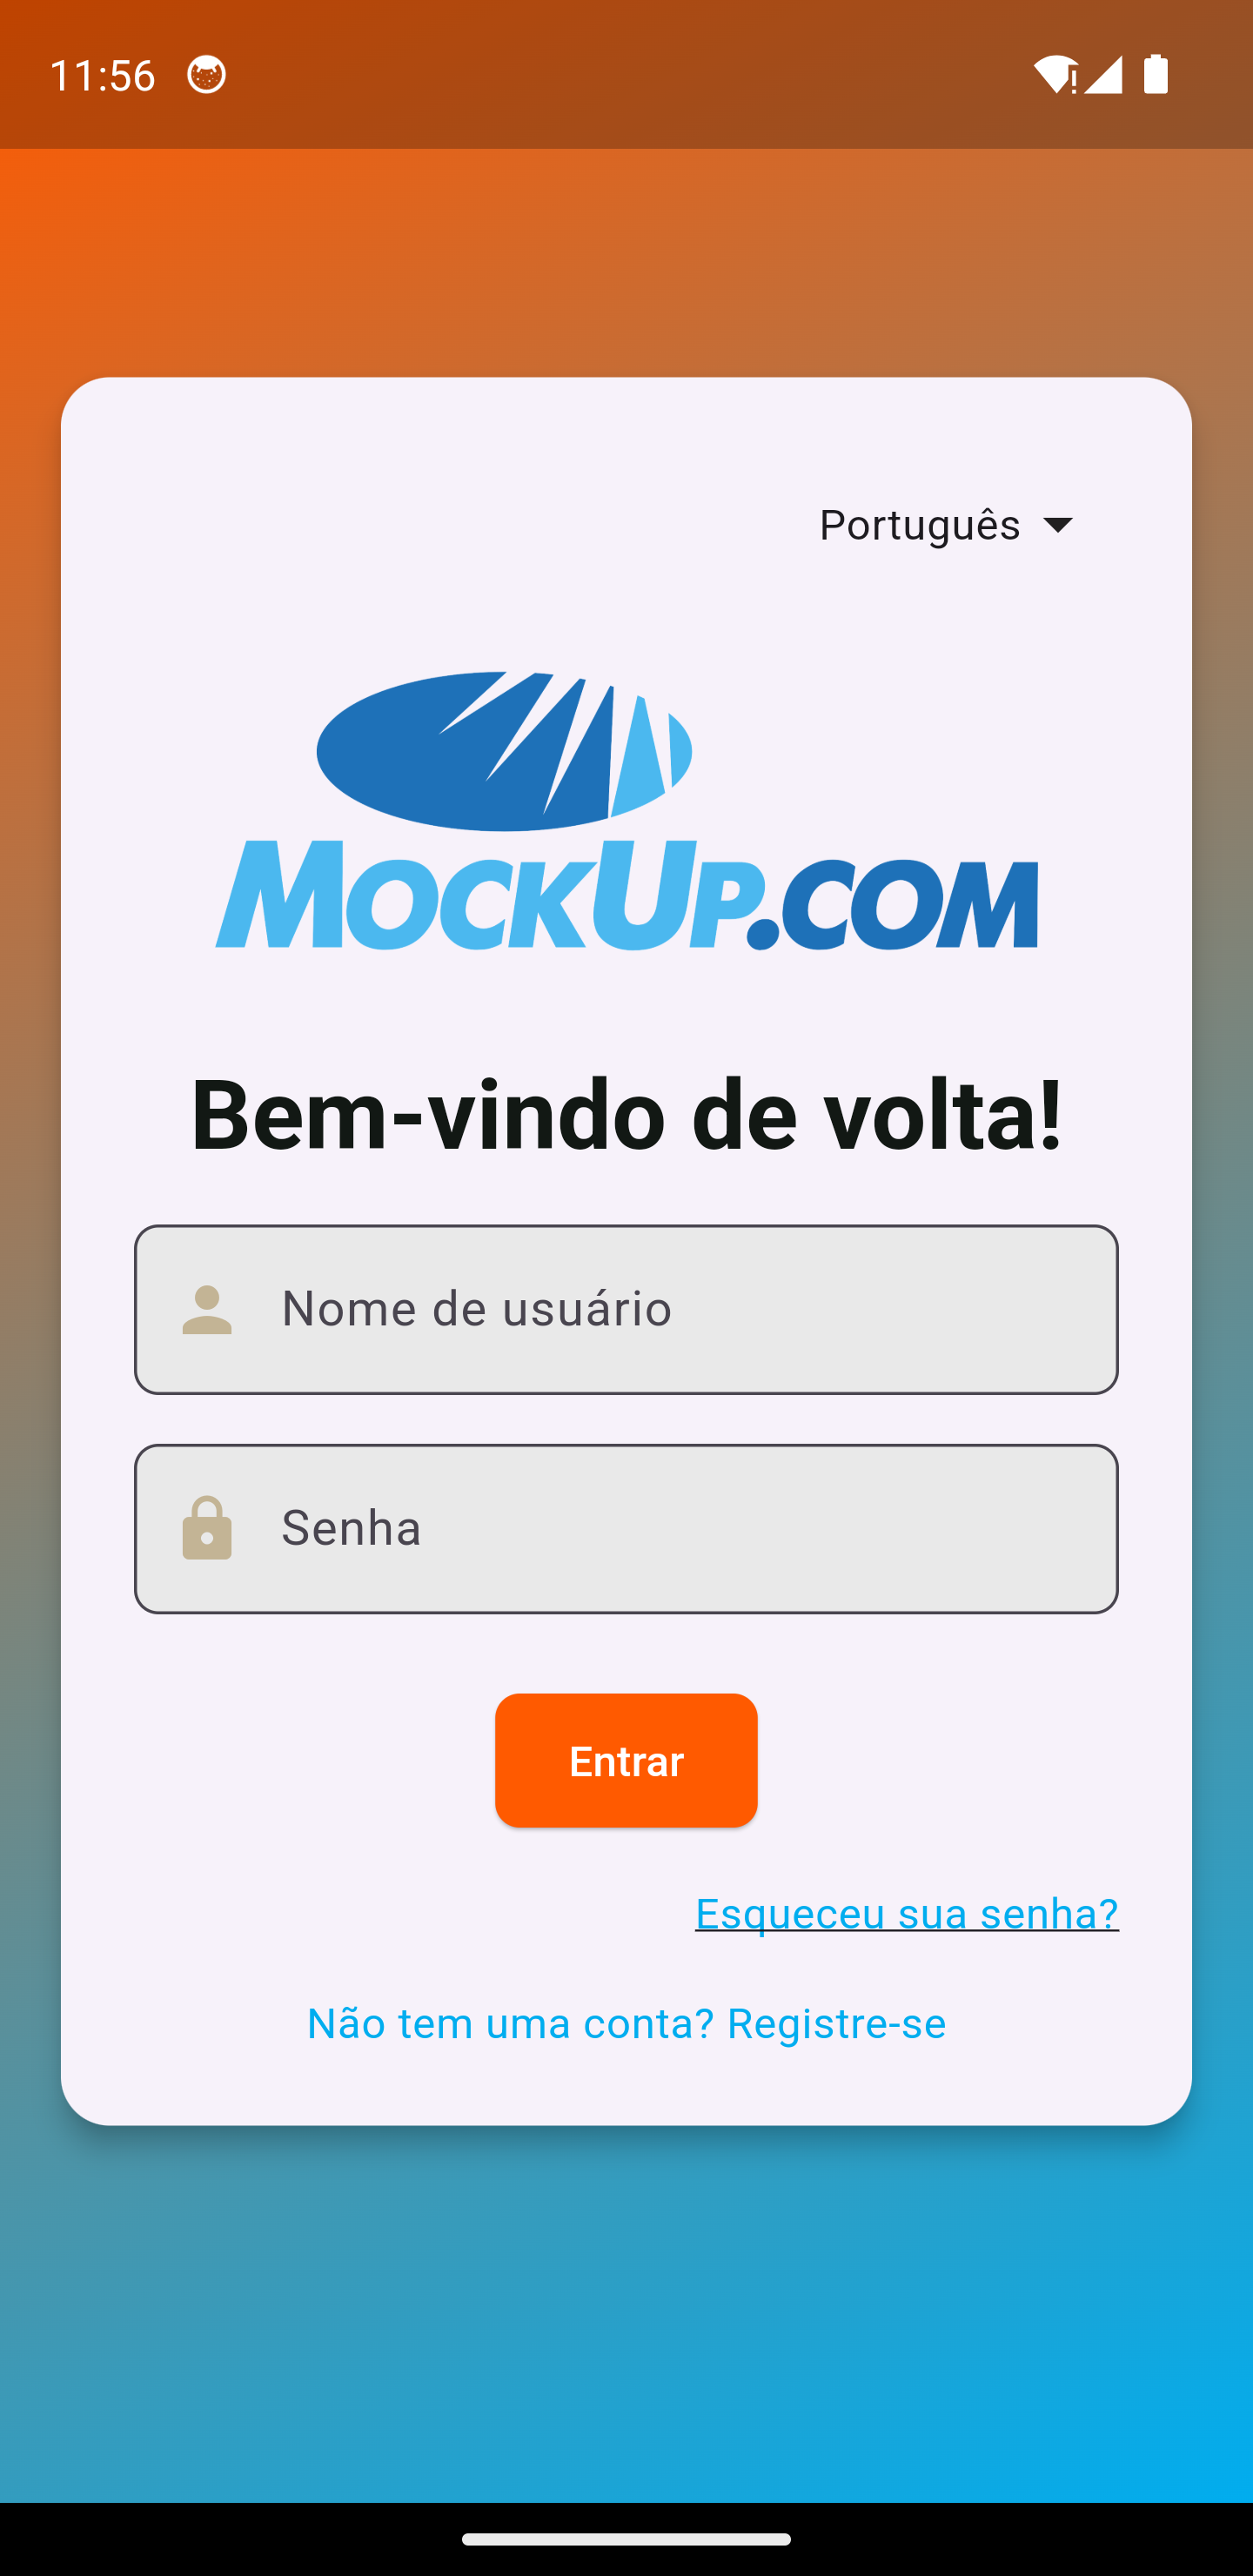 11:56
Português
MOCKUP.COM
Bem-vindo de volta!
Nome de usuário
Senha
Entrar
Esqueceu sua senha?
Não tem uma conta? Registre-se